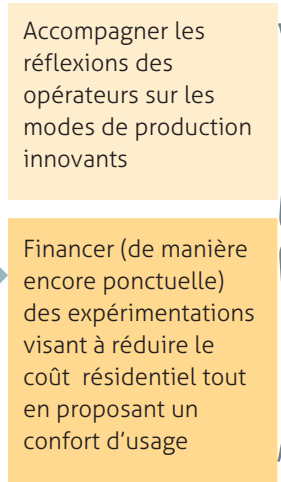 Accompagner les
réflexions des
opérateurs sur les
modes de production
innovants
Financer (de manière
encore ponctuelle)
des expérimentations
visant à réduire le
coût résidentiel tout
en proposant un
confort d'usage